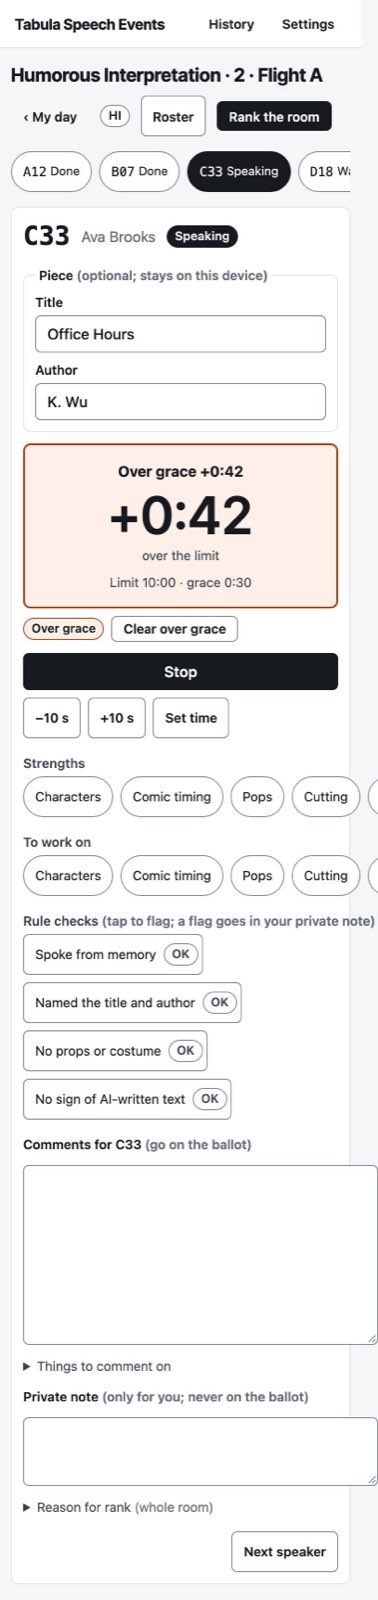 Tabula Speech Events History Settings
Humorous Interpretation · 2 · Flight A
‹ My day HI Roster Rank the room
A12 Done B07 Done C33 Speaking D18
C33 Ava Brooks Speaking
Piece (optional; stays on this device)
Title
Office Hours
Author
K. Wu
Over grace +0:42
+0:42
over the limit
Limit 10:00 · grace 0:30
Over grace Clear over grace
Stop
−10 s +10 s Set time
Strengths
Characters Comic timing Pops Cutting
To work on
Characters Comic timing Pops Cutting
Rule checks (tap to flag; a flag goes in your private note)
Spoke from memory OK
Named the title and author OK
No props or costume OK
No sign of AI-written text OK
Comments for C33 (go on the ballot)
▶ Things to comment on
Private note (only for you; never on the ballot)
▶ Reason for rank (whole room)
Next speaker